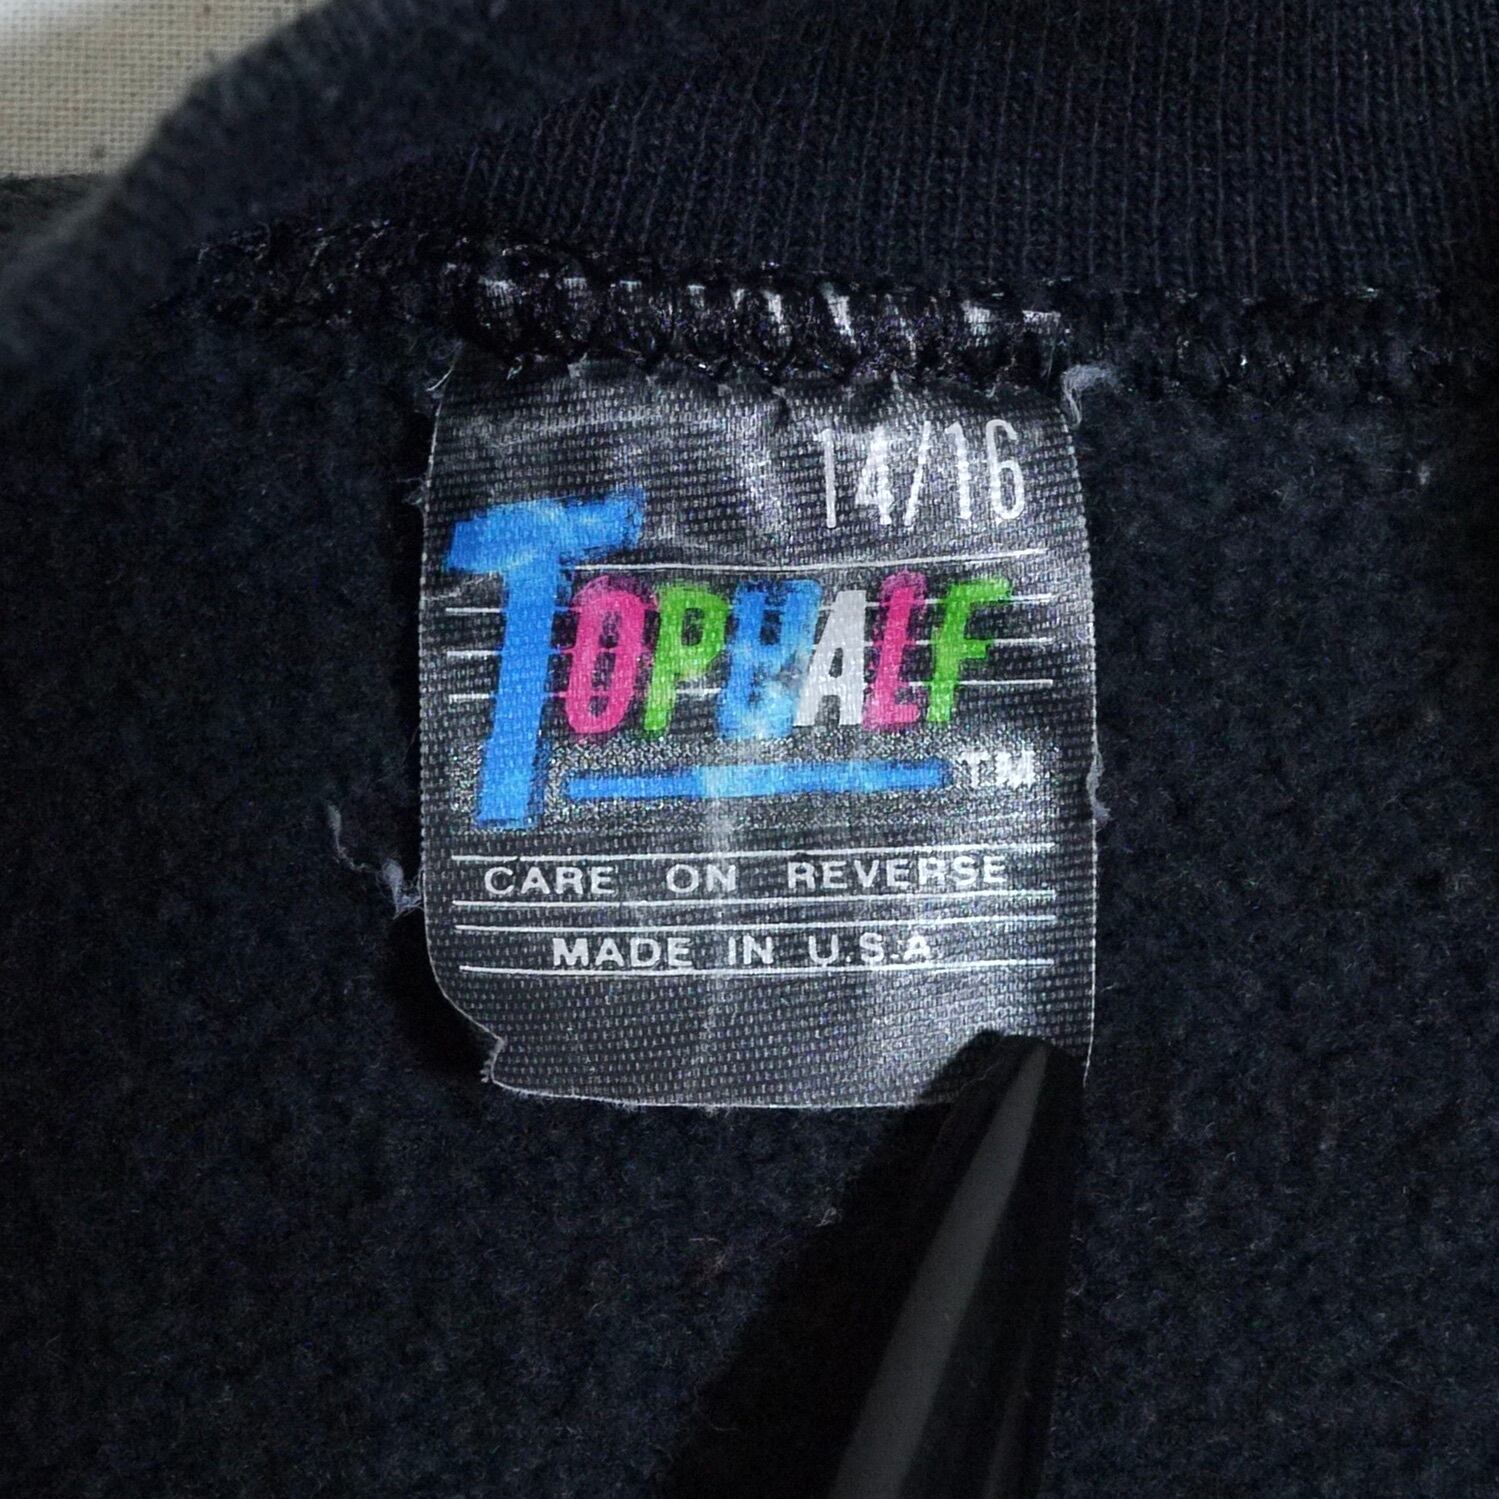 14/16
TOPHALF
TM
CARE ON REVERSE
MADE IN U.S.A